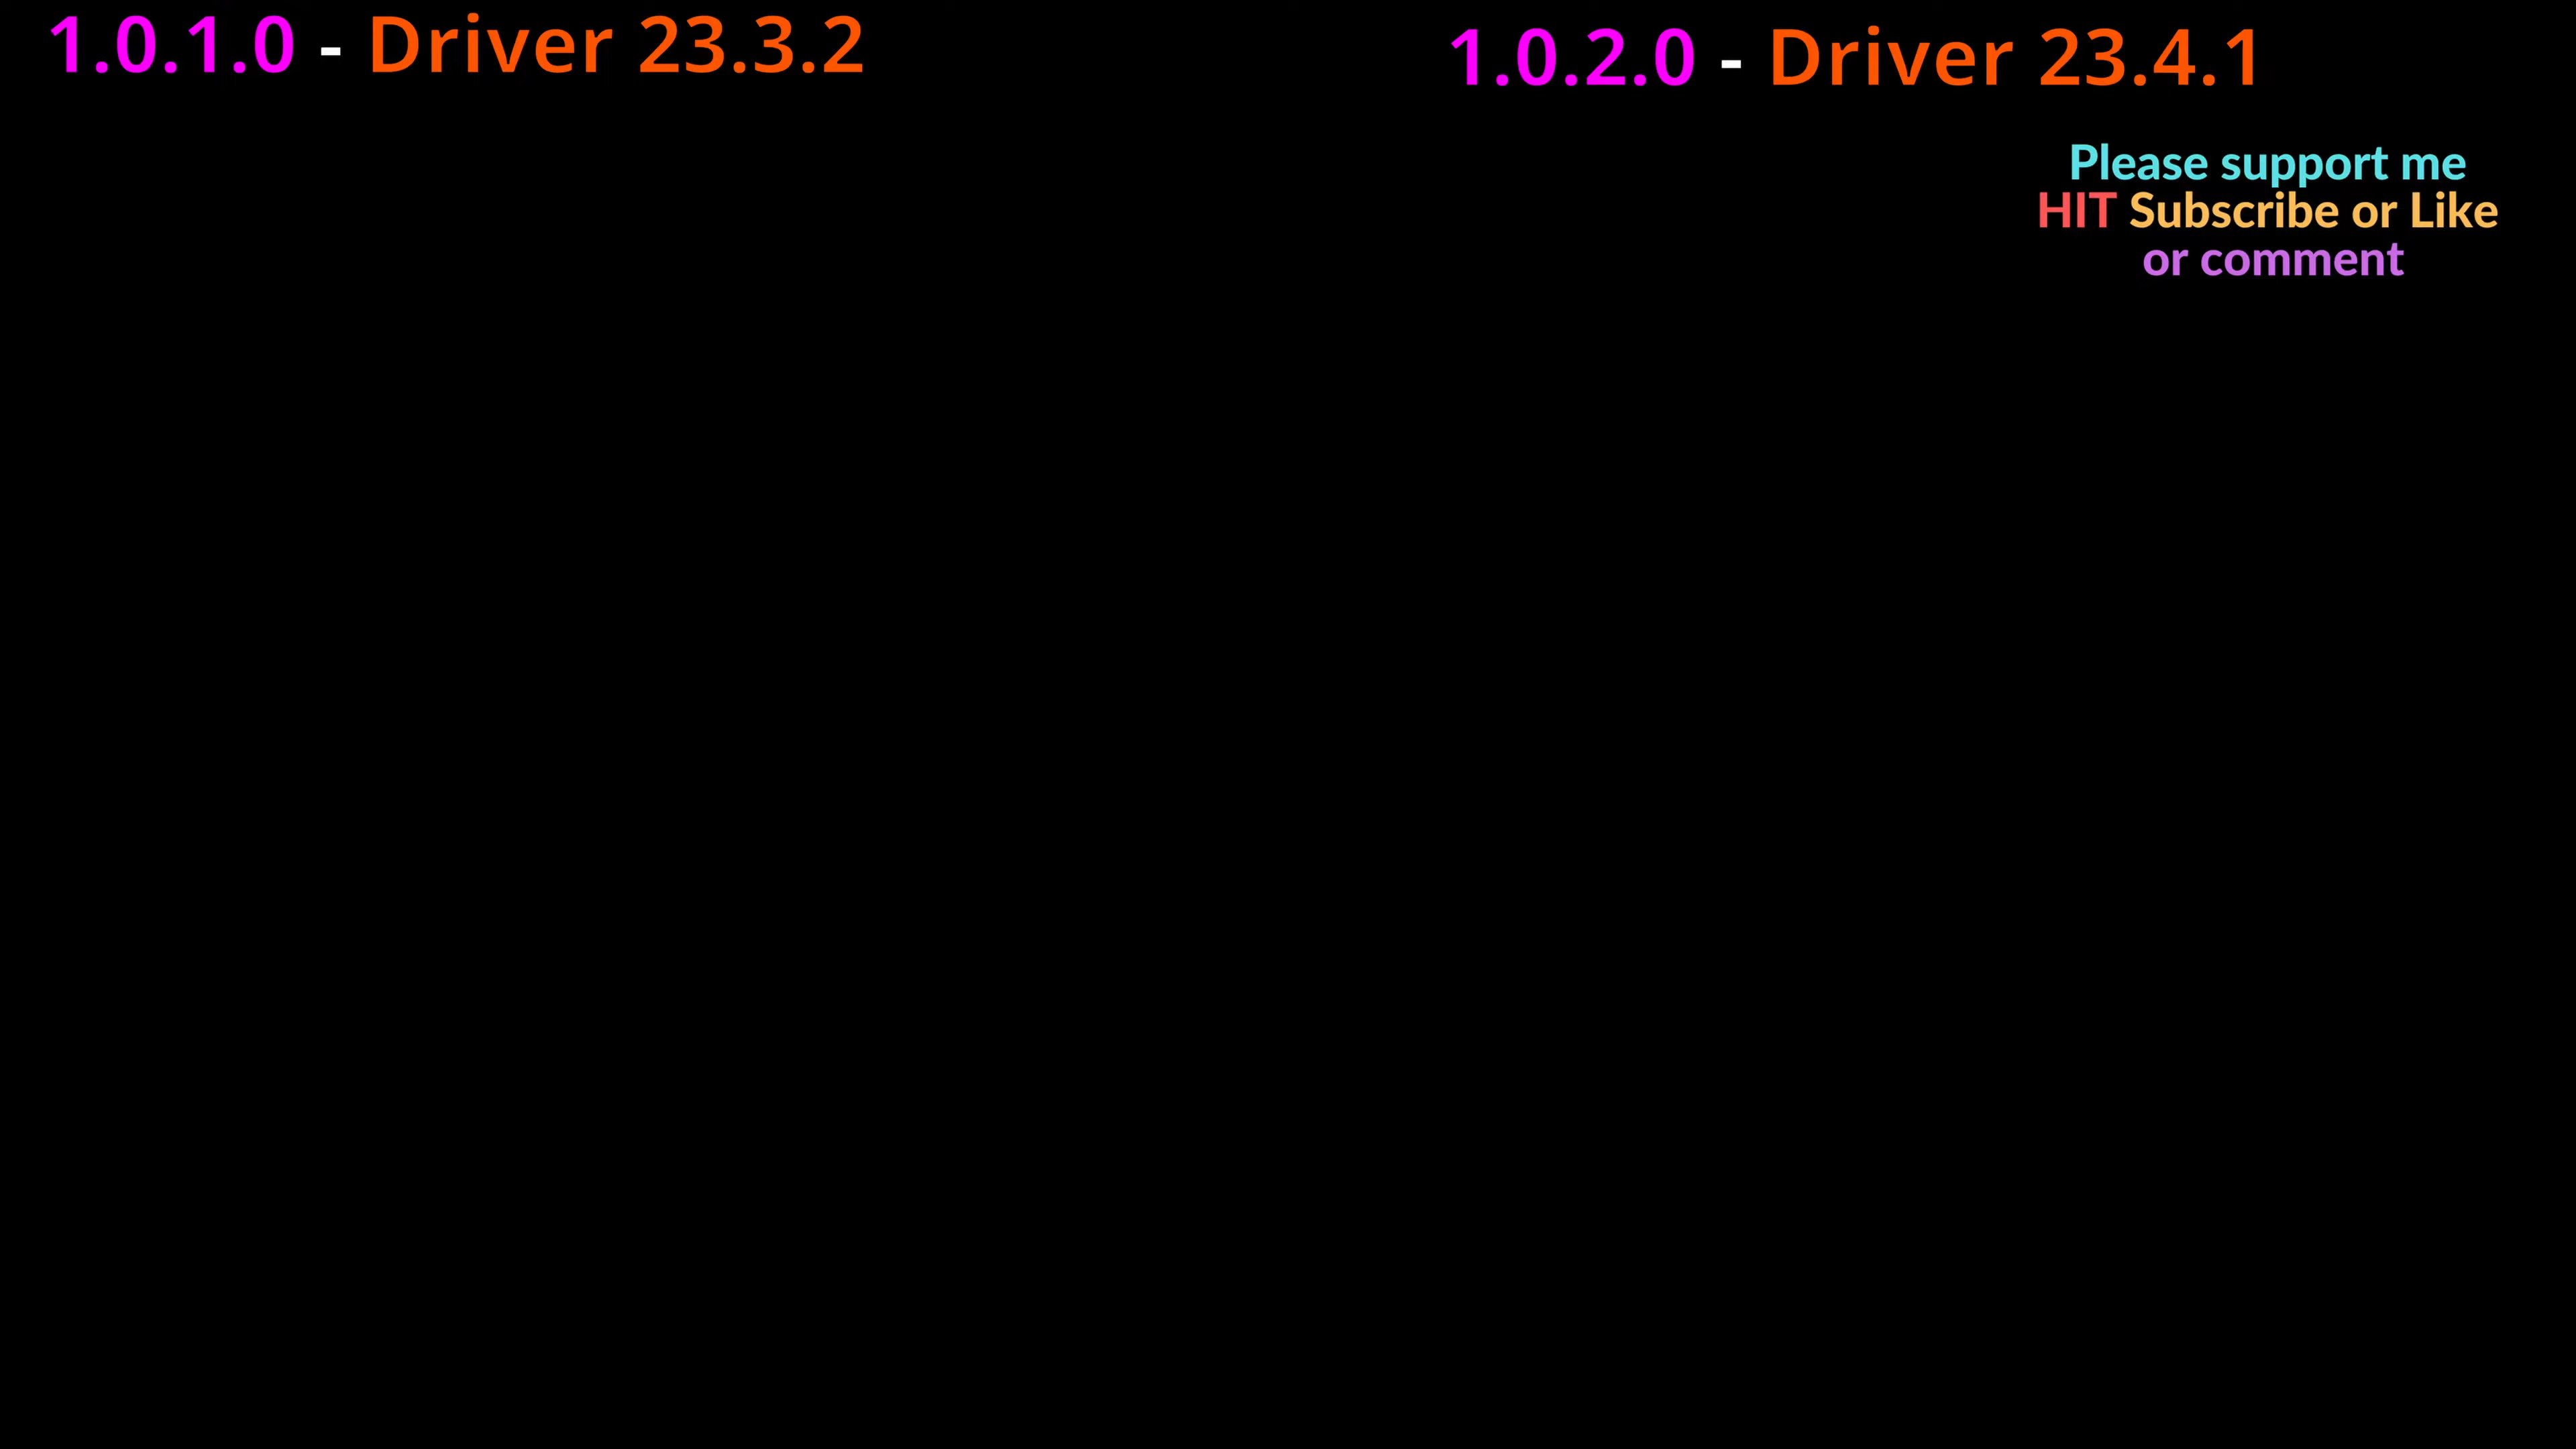 1.0.1.0 - Driver 23.3.2
1.0.2.0 - Driver 23.4.1
Please support me
HIT Subscribe or Like
or comment